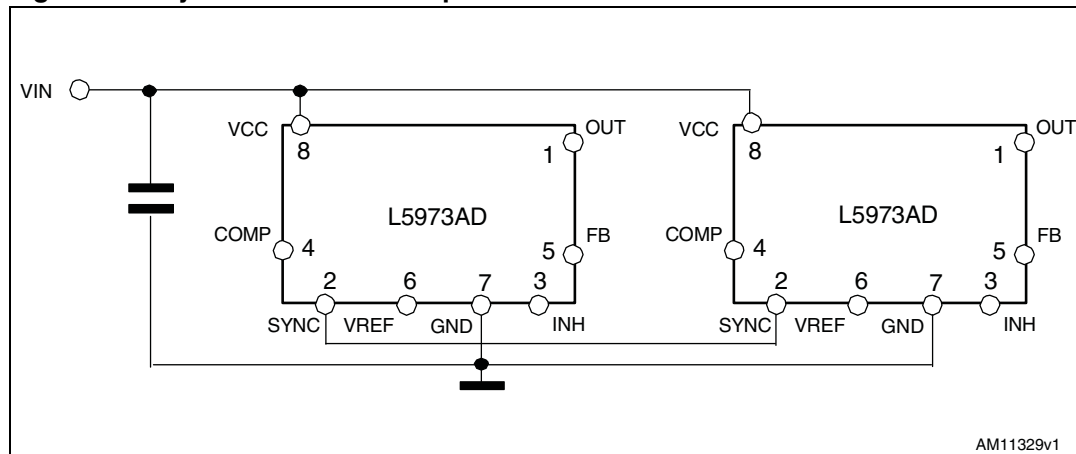 VIN
VCC
8
OUT
1
L5973AD
COMP
4
FB
5
2
6
7
3
SYNC
VREF
GND
INH
VCC
8
OUT
1
L5973AD
COMP
4
FB
5
2
6
7
3
SYNC
VREF
GND
INH
AM11329v1